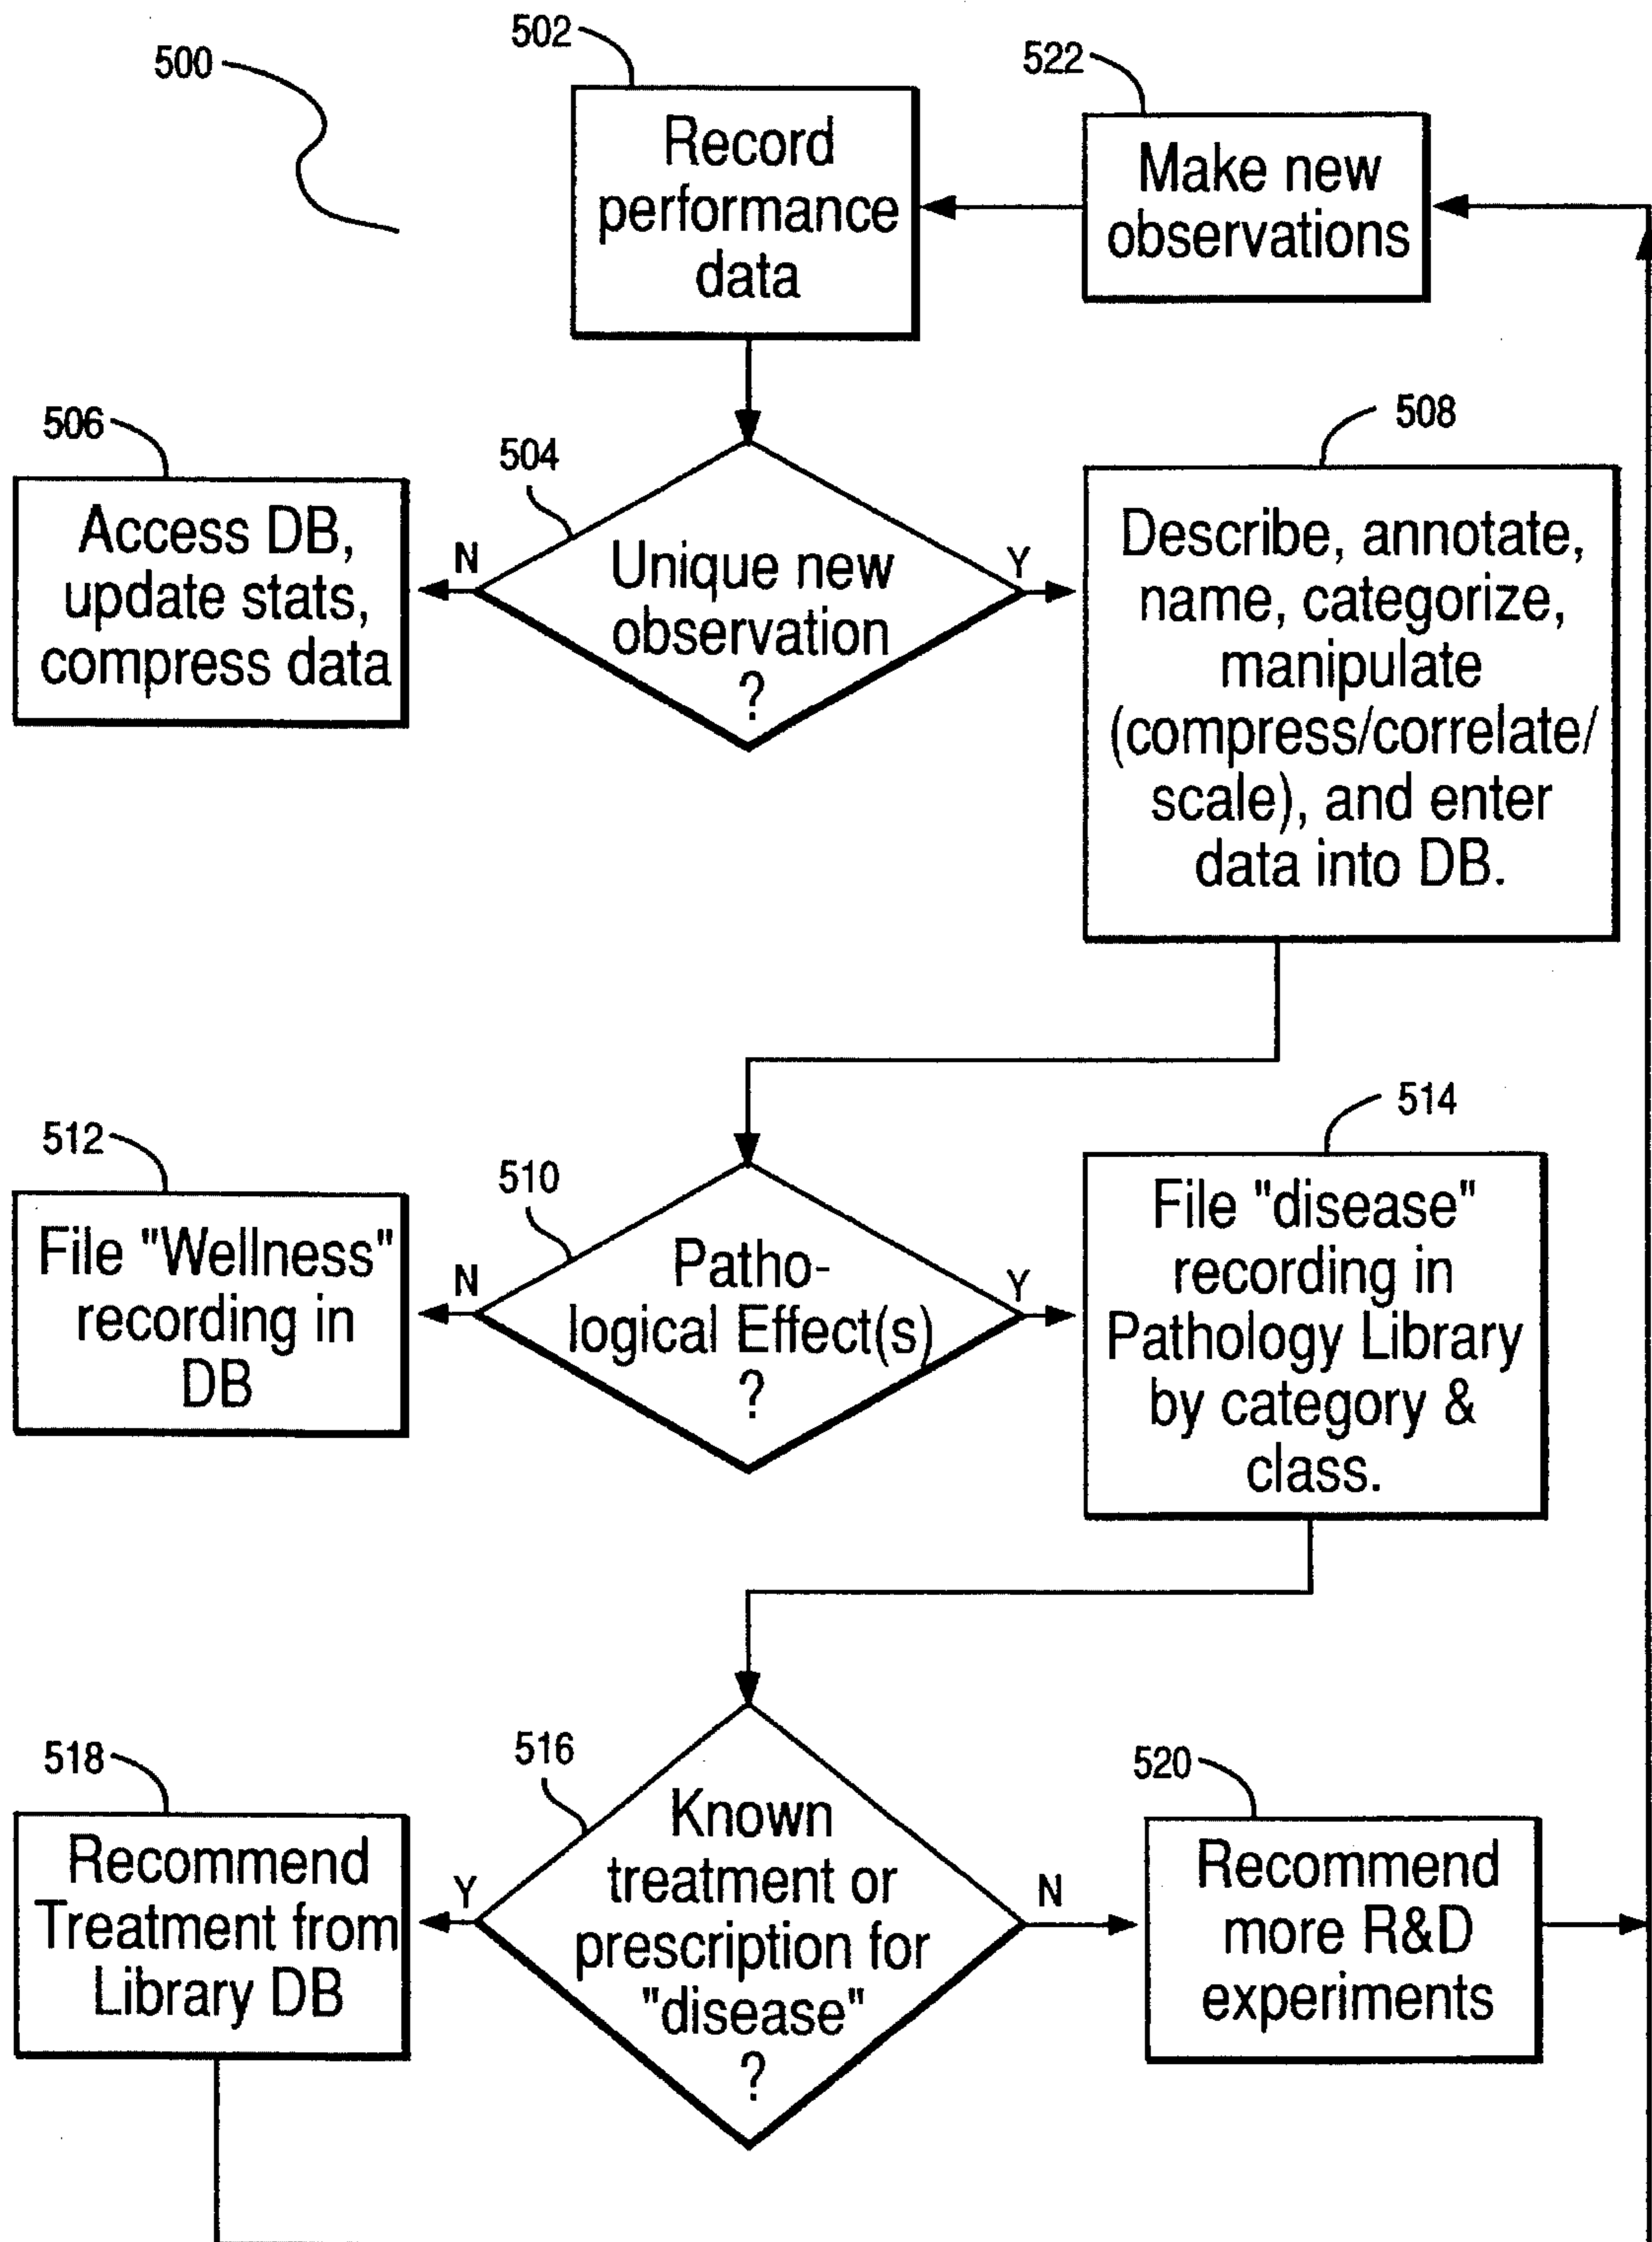 502
522
500
Record
performance
data
Make new
observations
506
504
508
Access DB,
update stats,
compress data
N
Unique new
observation
?
Y
Describe, annotate,
name, categorize,
manipulate
(compress/correlate/
scale), and enter
data into DB.
512
510
514
File "Wellness"
recording in
DB
N
Patho-
logical Effect(s)
?
Y
File "disease"
recording in
Pathology Library
by category &
class.
518
516
520
Recommend
Treatment from
Library DB
Y
Known
treatment or
prescription for
"disease"
?
N
Recommend
more R&D
experiments